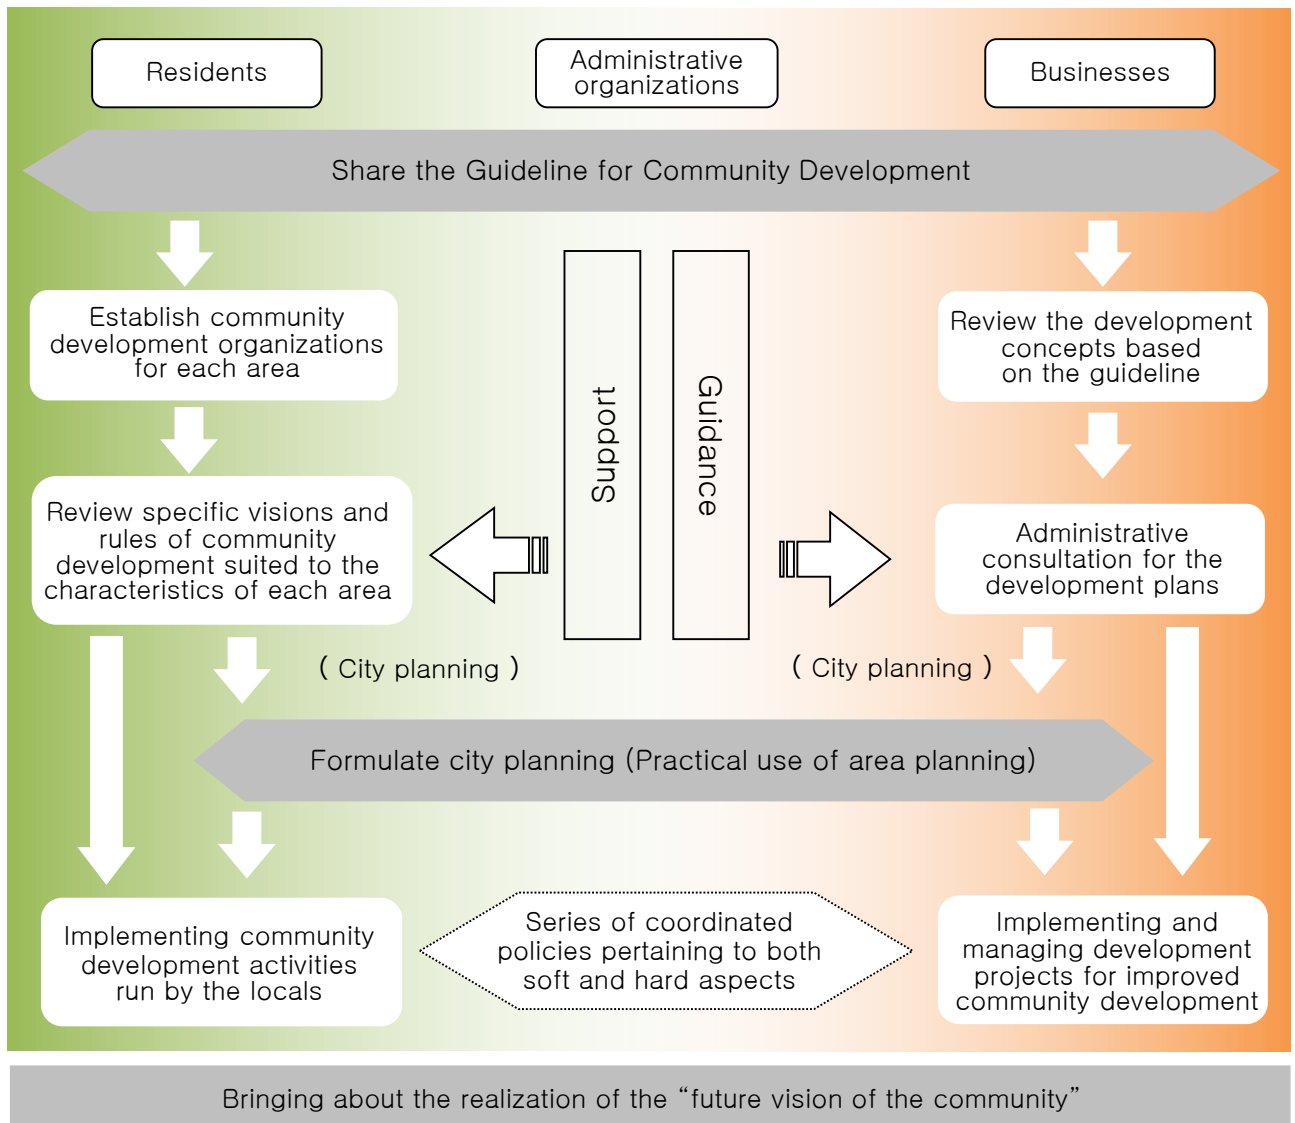 Residents
Administrative
organizations
Businesses
Share the Guideline for Community Development
Establish community
development organizations
for each area
Support
Guidance
Review the development
concepts based
on the guideline
Review specific visions and
rules of community
development suited to the
characteristics of each area
Administrative
consultation for the
development plans
( City planning )
( City planning )
Formulate city planning (Practical use of area planning)
Implementing community
development activities
run by the locals
Series of coordinated
policies pertaining to both
soft and hard aspects
Implementing and
managing development
projects for improved
community development
Bringing about the realization of the “future vision of the community”